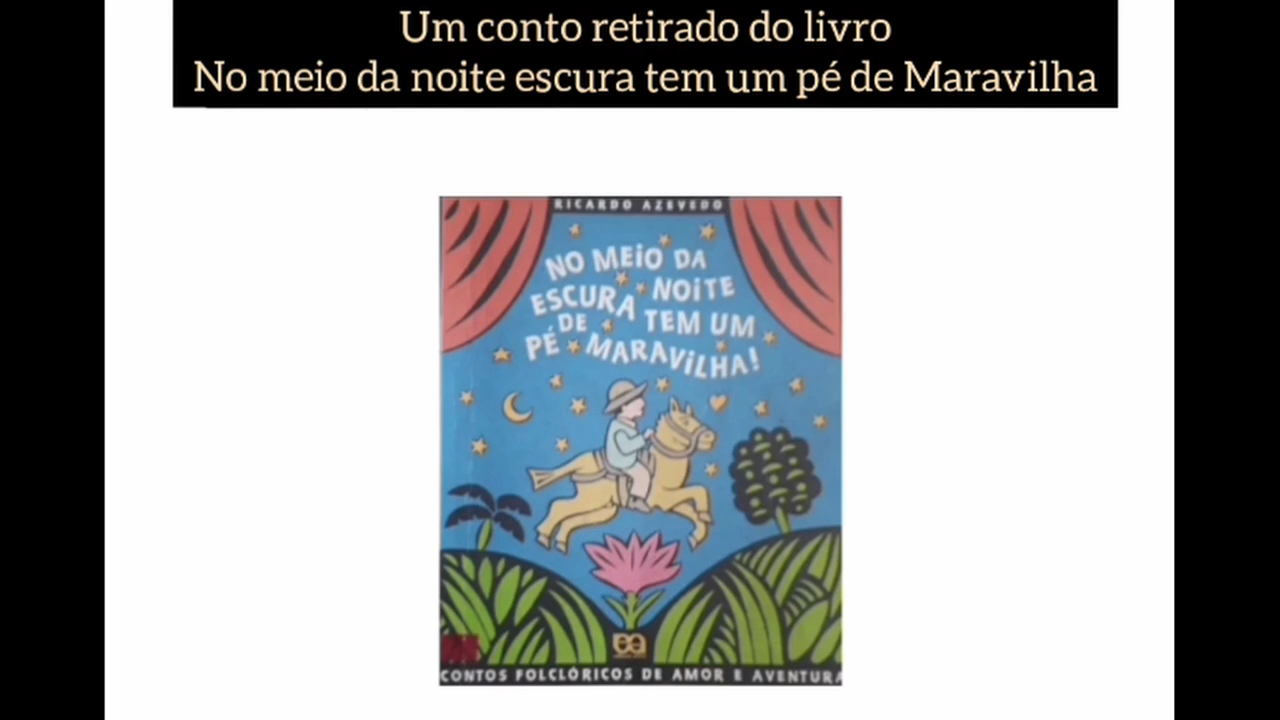 Um conto retirado do livro
No meio da noite escura tem um pé de Maravilha
RICARDO AZEVEDO
NO MEIO DA
ESCURA NOITE
DE TEM UM
PÉ MARAVILHA!
ea
CONTOS FOLCLÓRICOS DE AMOR E AVENTURA